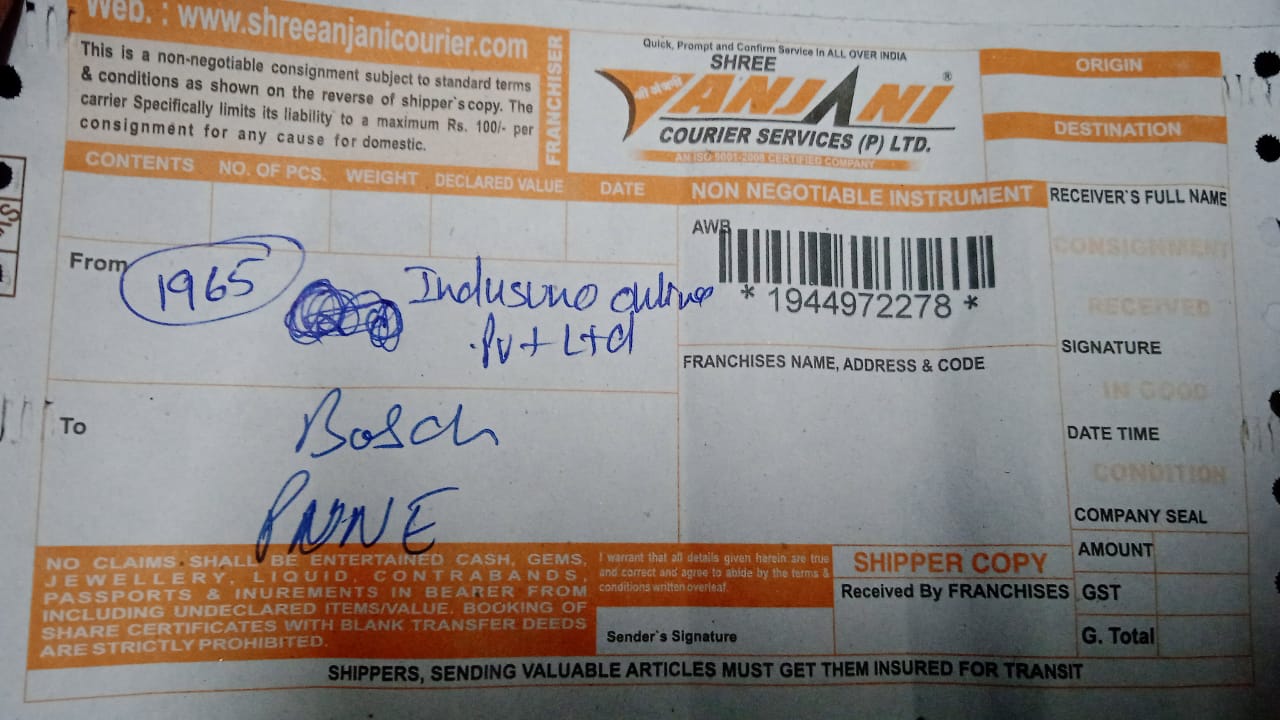 Web. : www.shreeanjanicourier.com
This is a non-negotiable consignment subject to standard terms
& conditions as shown on the reverse of shipper`s copy. The
carrier Specifically limits its liability to a maximum Rs. 100/- per
consignment for any cause for domestic.
FRANCHISER
Quick, Prompt and Confirm Service in ALL OVER INDIA
SHREE
ANJANI ®
COURIER SERVICES (P) LTD.
AN ISO 9001-2008 CERTIFIED COMPANY
ORIGIN
DESTINATION
CONTENTS NO. OF PCS. WEIGHT DECLARED VALUE DATE
NON NEGOTIABLE INSTRUMENT
RECEIVER`S FULL NAME
CONSIGNMENT
RECEIVED
SIGNATURE
IN GOOD
DATE TIME
CONDITION
COMPANY SEAL
AWB
* 1944972278 *
From 1965
Pvt Ltd
FRANCHISES NAME, ADDRESS & CODE
To
Bosch
NO CLAIMS SHALL BE ENTERTAINED CASH, GEMS,
JEWELLERY, LIQUID, CONTRABANDS,
PASSPORTS & INUREMENTS IN BEARER FROM
INCLUDING UNDECLARED ITEMS/VALUE. BOOKING OF
SHARE CERTIFICATES WITH BLANK TRANSFER DEEDS
ARE STRICTLY PROHIBITED.
I warrant that all details given herein are true
and correct and agree to abide by the terms &
conditions written overleaf.
Sender`s Signature
SHIPPER COPY
Received By FRANCHISES
AMOUNT
GST
G. Total
SHIPPERS, SENDING VALUABLE ARTICLES MUST GET THEM INSURED FOR TRANSIT